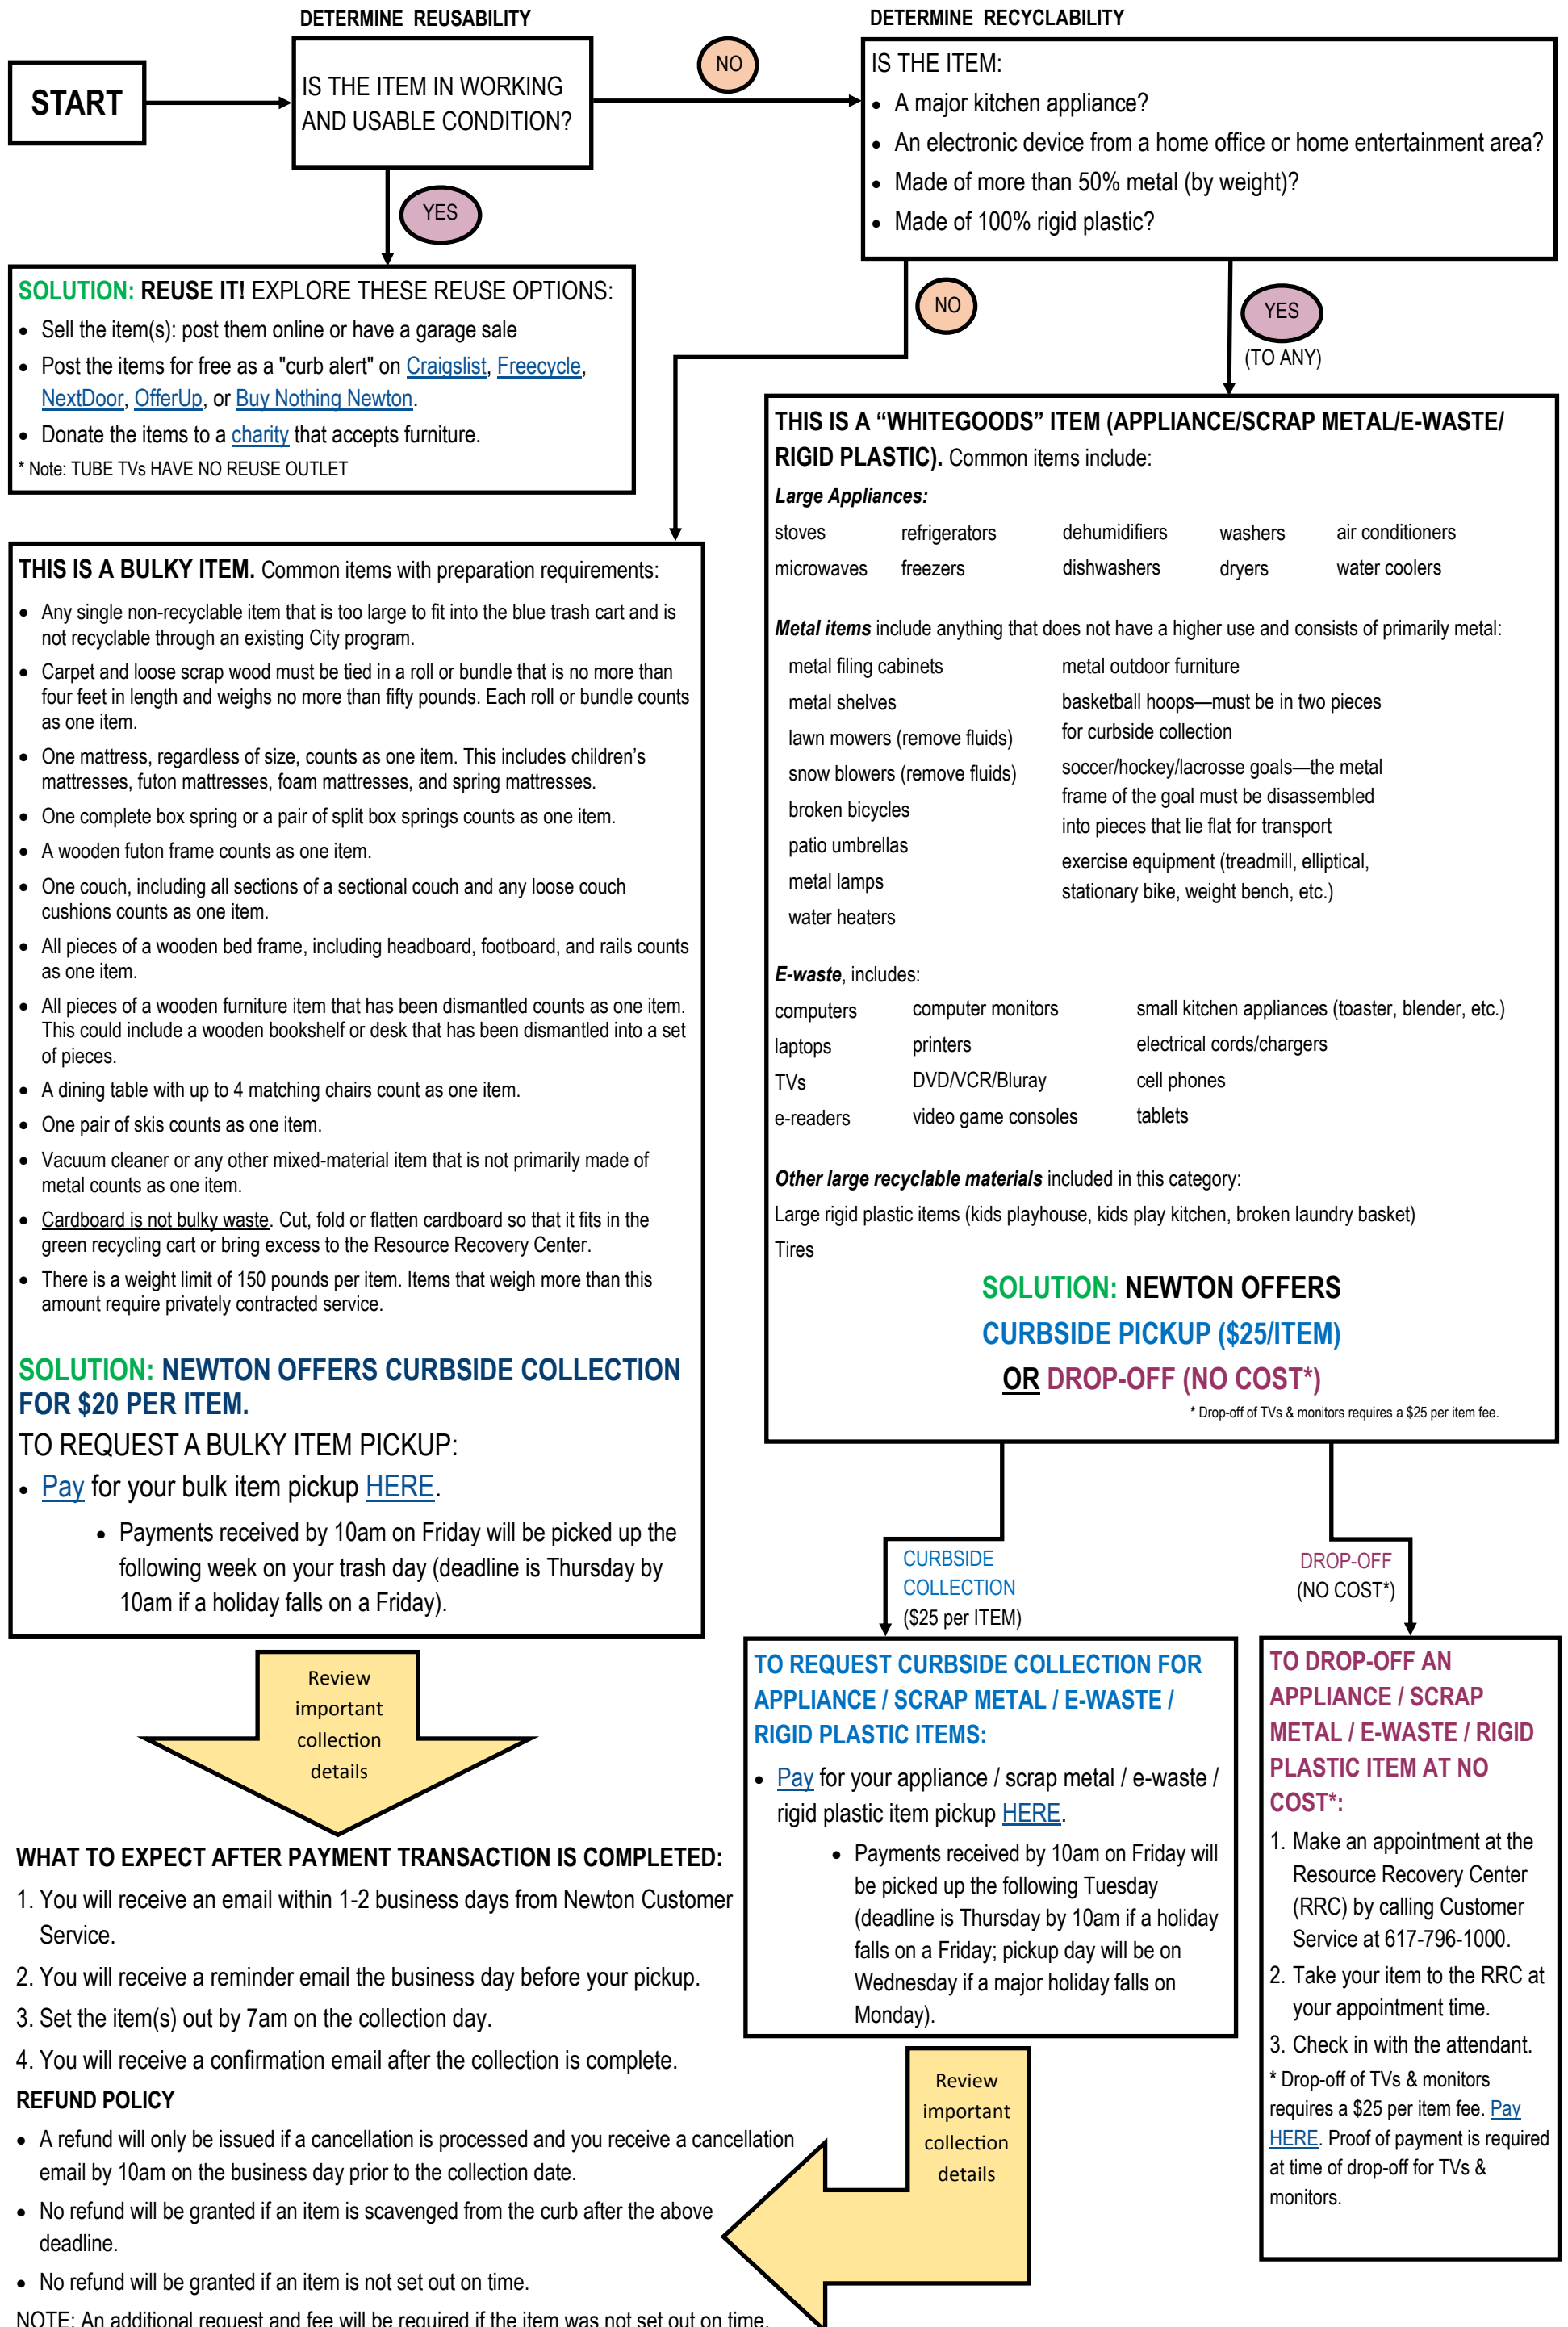 DETERMINE REUSABILITY
DETERMINE RECYCLABILITY
START
IS THE ITEM IN WORKING
AND USABLE CONDITION?
NO
IS THE ITEM:
• A major kitchen appliance?
• An electronic device from a home office or home entertainment area?
• Made of more than 50% metal (by weight)?
• Made of 100% rigid plastic?
YES
SOLUTION: REUSE IT! EXPLORE THESE REUSE OPTIONS:
• Sell the item(s): post them online or have a garage sale
• Post the items for free as a "curb alert" on Craigslist, Freecycle,
NextDoor, OfferUp, or Buy Nothing Newton.
• Donate the items to a charity that accepts furniture.
* Note: TUBE TVs HAVE NO REUSE OUTLET
NO
YES
(TO ANY)
THIS IS A BULKY ITEM. Common items with preparation requirements:
• Any single non-recyclable item that is too large to fit into the blue trash cart and is
not recyclable through an existing City program.
• Carpet and loose scrap wood must be tied in a roll or bundle that is no more than
four feet in length and weighs no more than fifty pounds. Each roll or bundle counts
as one item.
• One mattress, regardless of size, counts as one item. This includes children's
mattresses, futon mattresses, foam mattresses, and spring mattresses.
• One complete box spring or a pair of split box springs counts as one item.
• A wooden futon frame counts as one item.
• One couch, including all sections of a sectional couch and any loose couch
cushions counts as one item.
• All pieces of a wooden bed frame, including headboard, footboard, and rails counts
as one item.
• All pieces of a wooden furniture item that has been dismantled counts as one item.
This could include a wooden bookshelf or desk that has been dismantled into a set
of pieces.
• A dining table with up to 4 matching chairs count as one item.
• One pair of skis counts as one item.
• Vacuum cleaner or any other mixed-material item that is not primarily made of
metal counts as one item.
• Cardboard is not bulky waste. Cut, fold or flatten cardboard so that it fits in the
green recycling cart or bring excess to the Resource Recovery Center.
• There is a weight limit of 150 pounds per item. Items that weigh more than this
amount require privately contracted service.
SOLUTION: NEWTON OFFERS CURBSIDE COLLECTION
FOR $20 PER ITEM.
TO REQUEST A BULKY ITEM PICKUP:
• Pay for your bulk item pickup HERE.
• Payments received by 10am on Friday will be picked up the
following week on your trash day (deadline is Thursday by
10am if a holiday falls on a Friday).
THIS IS A “WHITEGOODS” ITEM (APPLIANCE/SCRAP METAL/E-WASTE/
RIGID PLASTIC). Common items include:
Large Appliances:
stoves refrigerators dehumidifiers washers air conditioners
microwaves freezers dishwashers dryers water coolers
Metal items include anything that does not have a higher use and consists of primarily metal:
metal filing cabinets
metal shelves
lawn mowers (remove fluids)
snow blowers (remove fluids)
broken bicycles
patio umbrellas
metal lamps
water heaters
metal outdoor furniture
basketball hoops—must be in two pieces
for curbside collection
soccer/hockey/lacrosse goals—the metal
frame of the goal must be disassembled
into pieces that lie flat for transport
exercise equipment (treadmill, elliptical,
stationary bike, weight bench, etc.)
E-waste, includes:
computers computer monitors small kitchen appliances (toaster, blender, etc.)
laptops printers electrical cords/chargers
TVs DVD/VCR/Bluray cell phones
e-readers video game consoles tablets
Other large recyclable materials included in this category:
Large rigid plastic items (kids playhouse, kids play kitchen, broken laundry basket)
Tires
SOLUTION: NEWTON OFFERS
CURBSIDE PICKUP ($25/ITEM)
OR DROP-OFF (NO COST*)
* Drop-off of TVs & monitors requires a $25 per item fee.
CURBSIDE
COLLECTION
($25 per ITEM)
DROP-OFF
(NO COST*)
TO REQUEST CURBSIDE COLLECTION FOR
APPLIANCE / SCRAP METAL / E-WASTE /
RIGID PLASTIC ITEMS:
• Pay for your appliance / scrap metal / e-waste /
rigid plastic item pickup HERE.
• Payments received by 10am on Friday will
be picked up the following Tuesday
(deadline is Thursday by 10am if a holiday
falls on a Friday; pickup day will be on
Wednesday if a major holiday falls on
Monday).
TO DROP-OFF AN
APPLIANCE / SCRAP
METAL / E-WASTE / RIGID
PLASTIC ITEM AT NO
COST*:
1. Make an appointment at the
Resource Recovery Center
(RRC) by calling Customer
Service at 617-796-1000.
2. Take your item to the RRC at
your appointment time.
3. Check in with the attendant.
* Drop-off of TVs & monitors
requires a $25 per item fee. Pay
HERE. Proof of payment is required
at time of drop-off for TVs &
monitors.
Review
important
collection
details
WHAT TO EXPECT AFTER PAYMENT TRANSACTION IS COMPLETED:
1. You will receive an email within 1-2 business days from Newton Customer
Service.
2. You will receive a reminder email the business day before your pickup.
3. Set the item(s) out by 7am on the collection day.
4. You will receive a confirmation email after the collection is complete.
REFUND POLICY
• A refund will only be issued if a cancellation is processed and you receive a cancellation
email by 10am on the business day prior to the collection date.
• No refund will be granted if an item is scavenged from the curb after the above
deadline.
• No refund will be granted if an item is not set out on time.
NOTE: An additional request and fee will be required if the item was not set out on time.
Review
important
collection
details